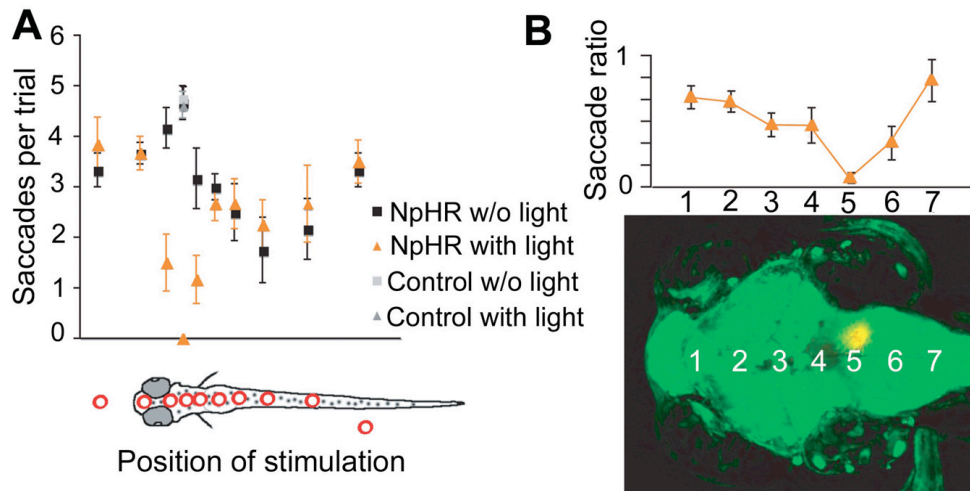 A
Saccades per trial
6
5
4
3
2
1
0
NpHR w/o light
NpHR with light
Control w/o light
Control with light
Position of stimulation
B
Saccade ratio
1
0
1 2 3 4 5 6 7
1 2 3 4 5 6 7